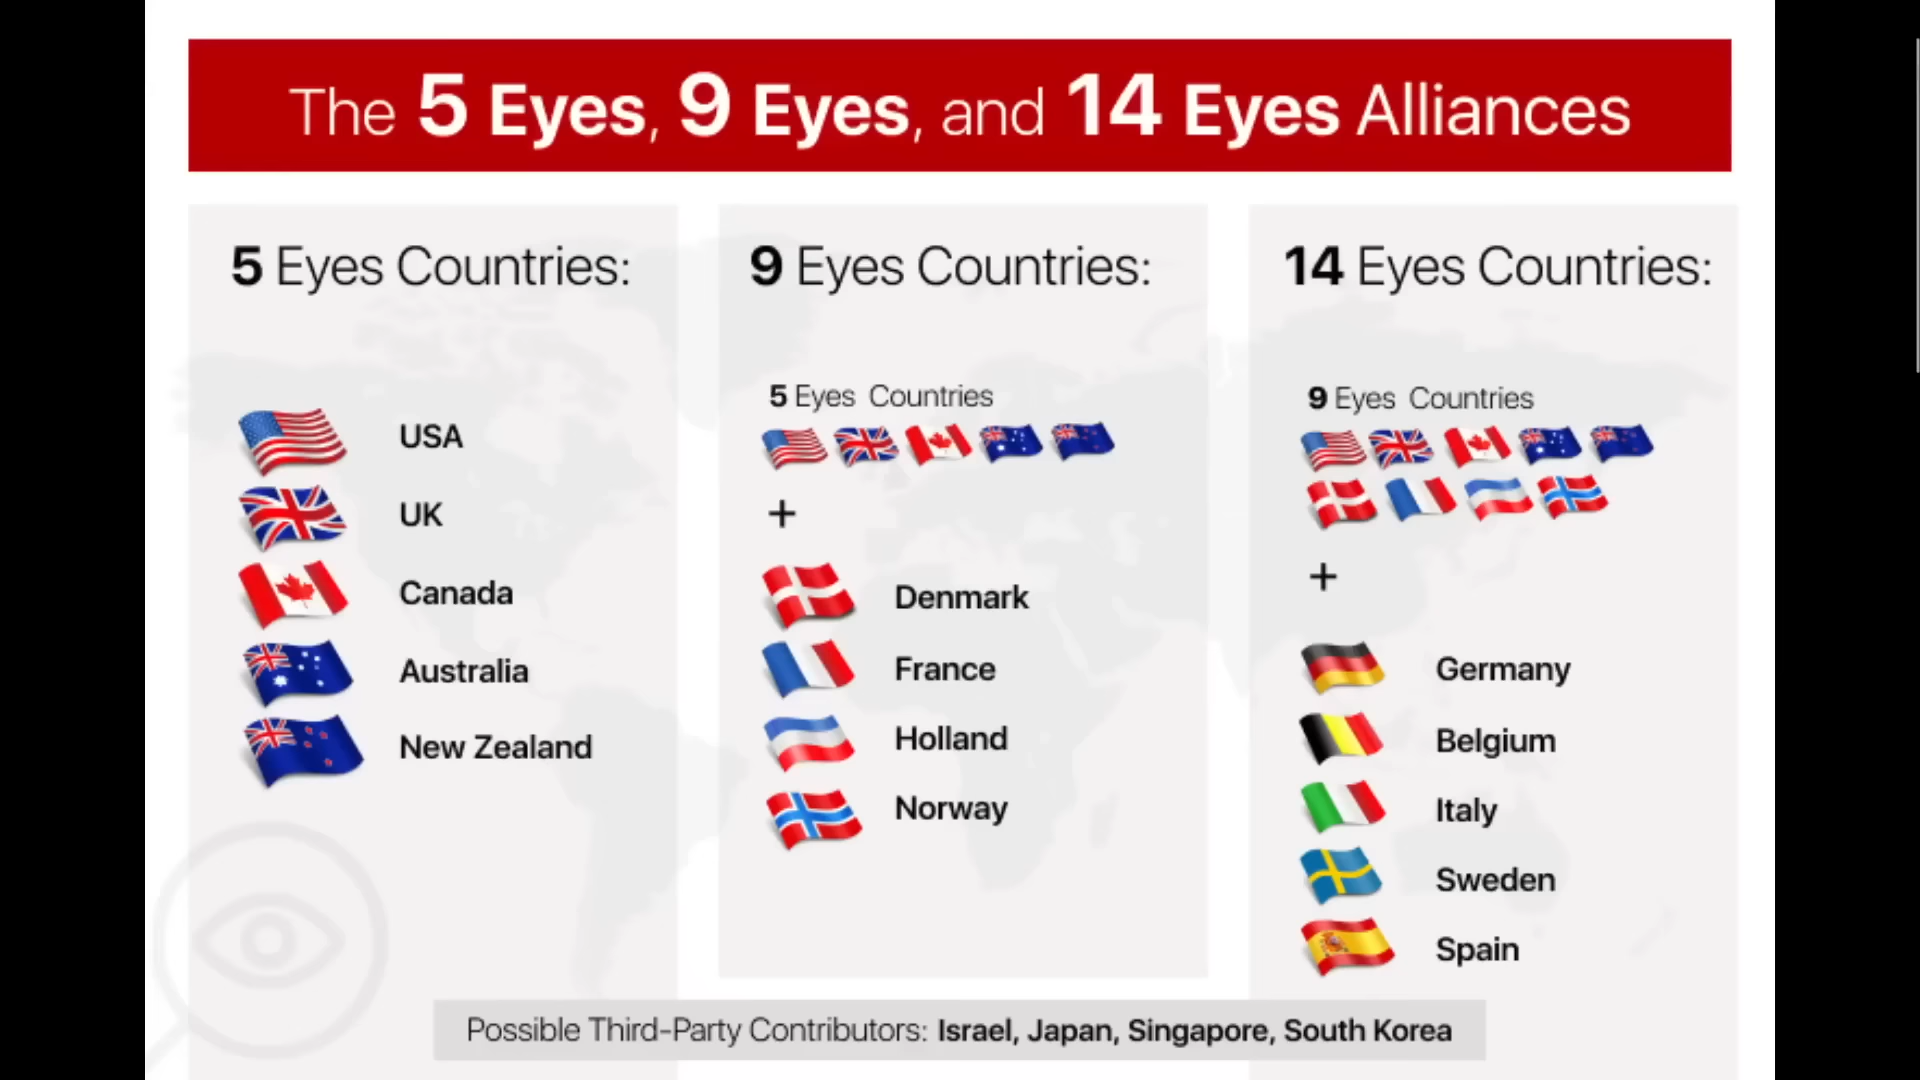 The 5 Eyes, 9 Eyes, and 14 Eyes Alliances
5 Eyes Countries:
USA
UK
Canada
Australia
New Zealand
9 Eyes Countries:
5 Eyes Countries
+
Denmark
France
Holland
Norway
14 Eyes Countries:
9 Eyes Countries
+
Germany
Belgium
Italy
Sweden
Spain
Possible Third-Party Contributors: Israel, Japan, Singapore, South Korea